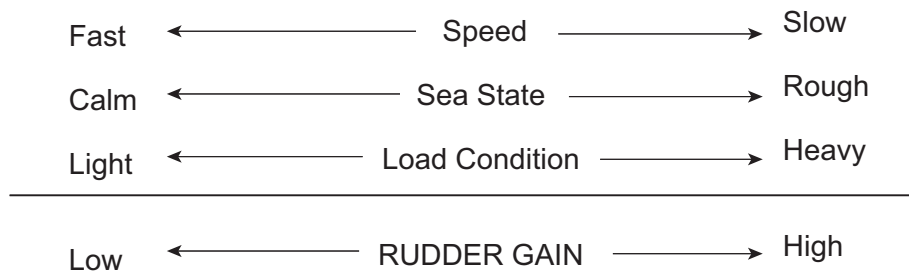 Fast Speed Slow
Calm Sea State Rough
Light Load Condition Heavy
Low RUDDER GAIN High